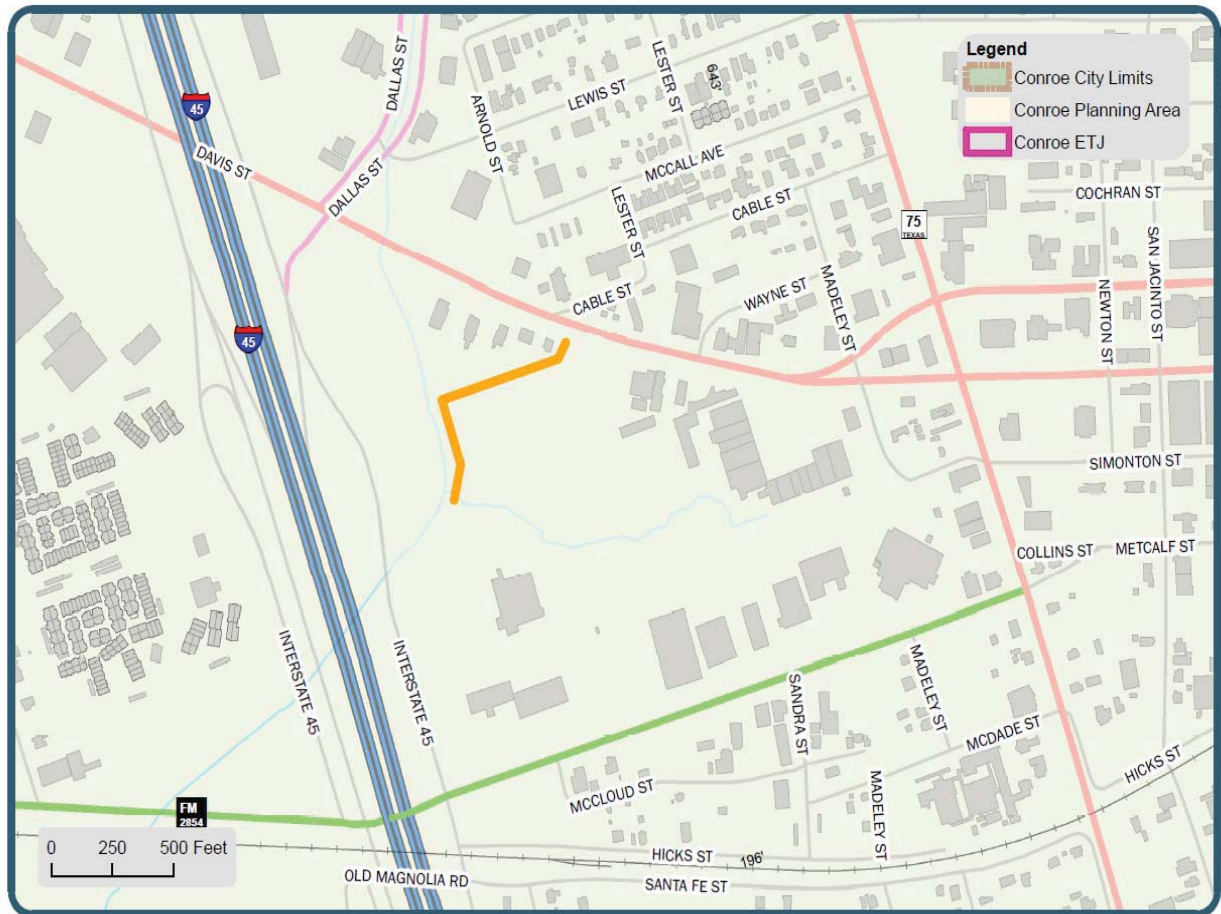 Legend
Conroe City Limits
Conroe Planning Area
Conroe ETJ
45
DAVIS ST
DALLAS ST
DALLAS ST
ARNOLD ST
LEWIS ST
LESTER ST
643'
MCCALL AVE
LESTER ST
CABLE ST
CABLE ST
WAYNE ST
MADELEY ST
75
TEXAS
COCHRAN ST
SAN JACINTO ST
NEWTON ST
45
SIMONTON ST
COLLINS ST
METCALF ST
INTERSTATE 45
INTERSTATE 45
SANDRA ST
MADELEY ST
MCDADE ST
HICKS ST
MCCLOUD ST
MADELEY ST
FM
2854
0 250 500 Feet
HICKS ST
196'
OLD MAGNOLIA RD
SANTA FE ST